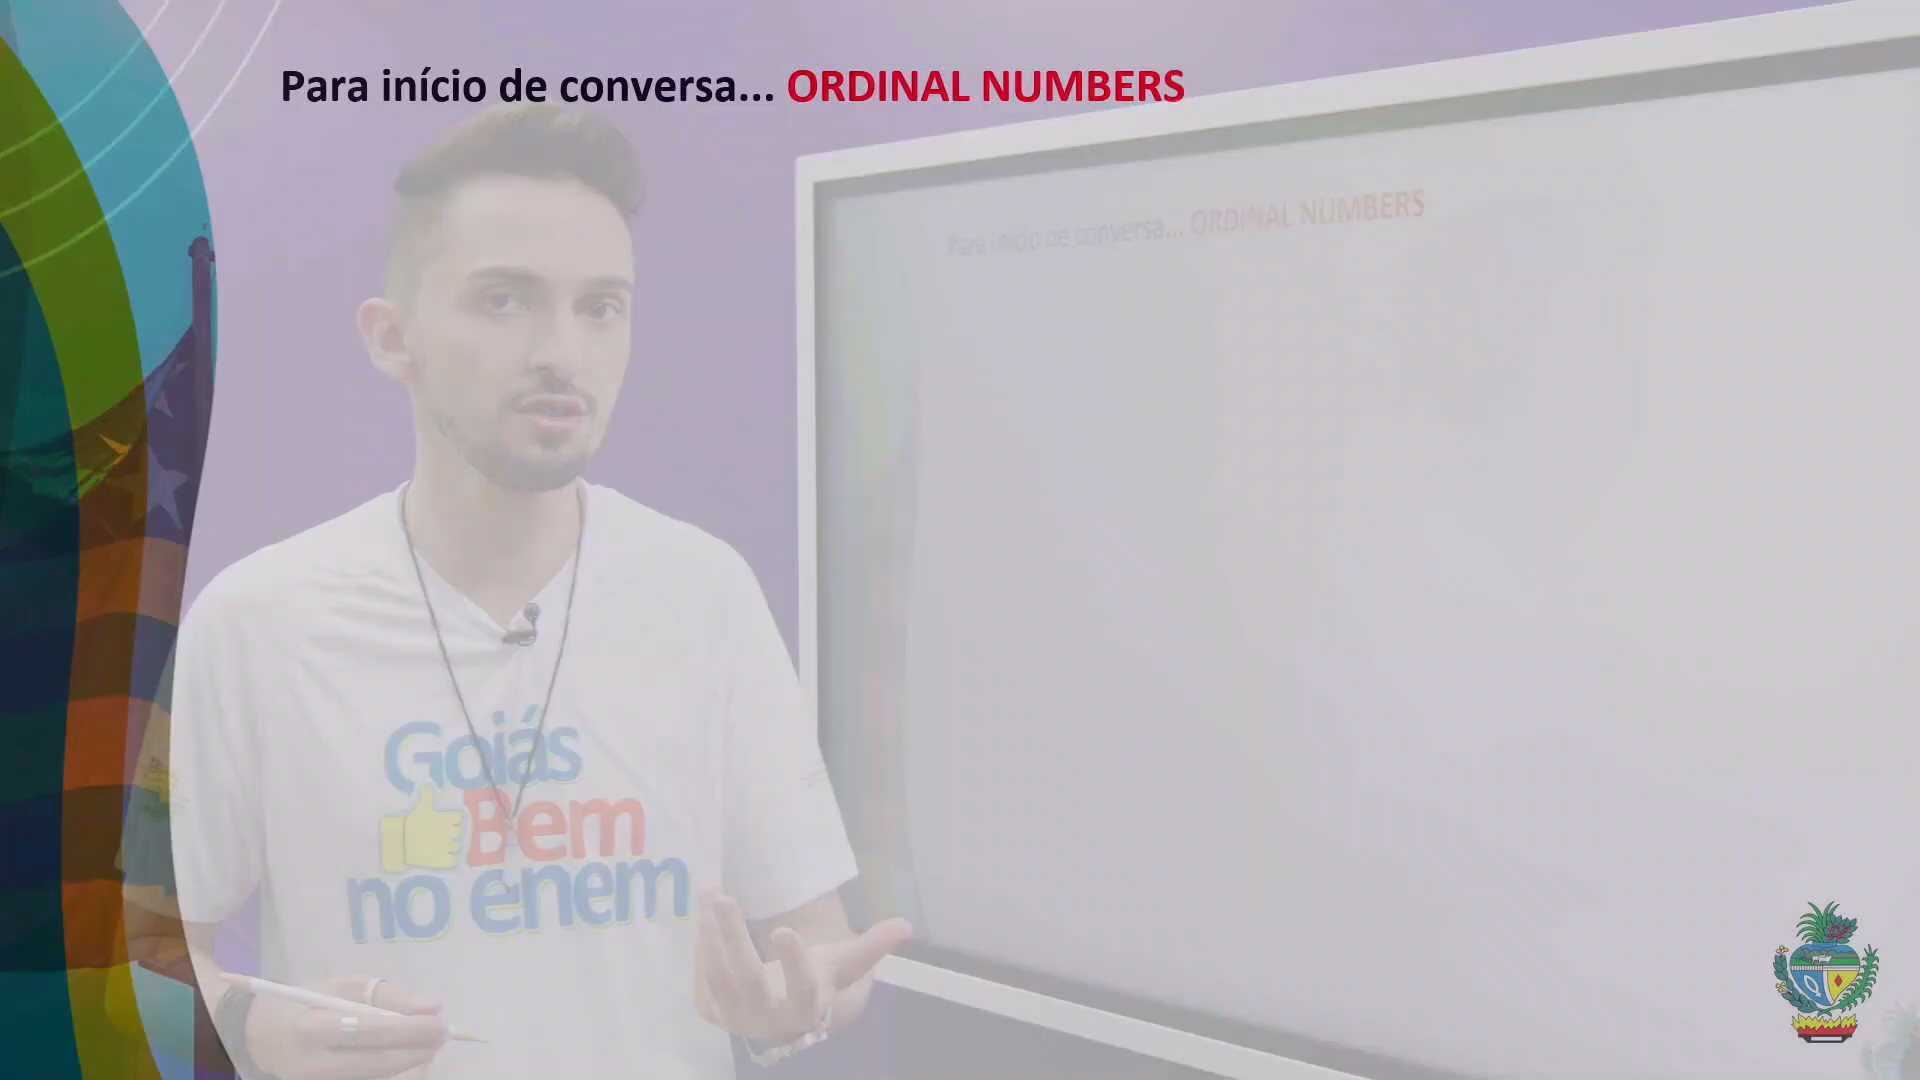 Para início de conversa... ORDINAL NUMBERS
Para início de conversa... ORDINAL NUMBERS
Goiás
Bem
no enem